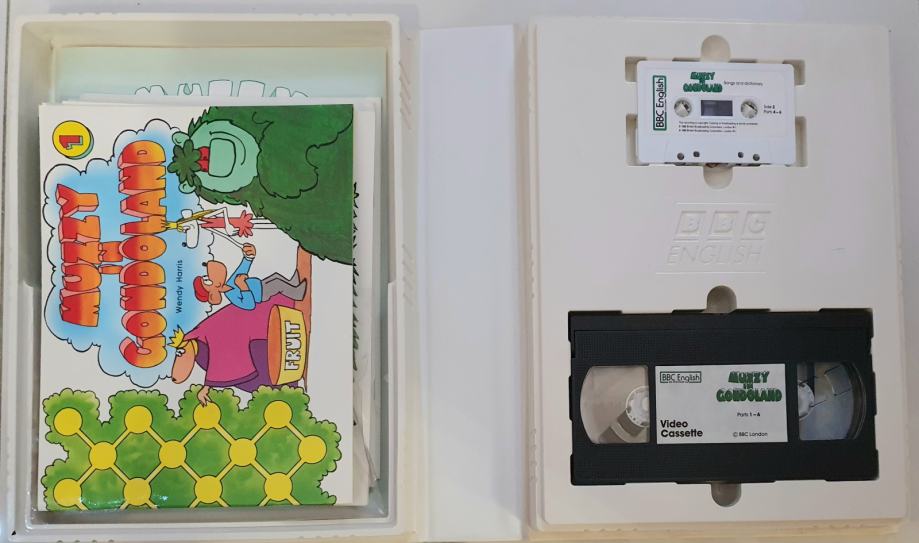 1
MUZZY
in
GONDOLAND
Wendy Harris
FRUIT
BBC English
MUZZY
IN
GONDOLAND
Songs and dictionary
Side 2
Parts 4–6
BBC
ENGLISH
BBC English
MUZZY
IN
GONDOLAND
Parts 1–6
Video
Cassette
© BBC London